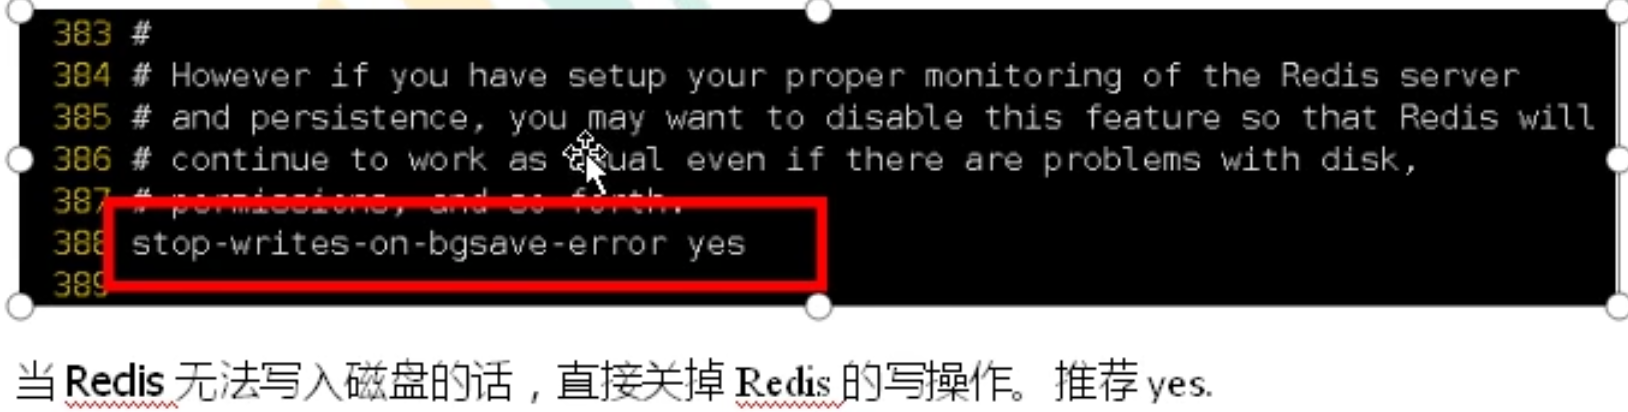 383 #
384 # However if you have setup your proper monitoring of the Redis server
385 # and persistence, you may want to disable this feature so that Redis will
386 # continue to work as usual even if there are problems with disk,
387 # permissions, and so forth.
388 stop-writes-on-bgsave-error yes
389
当 Redis 无法写入磁盘的话，直接关掉 Redis 的写操作。推荐 yes.